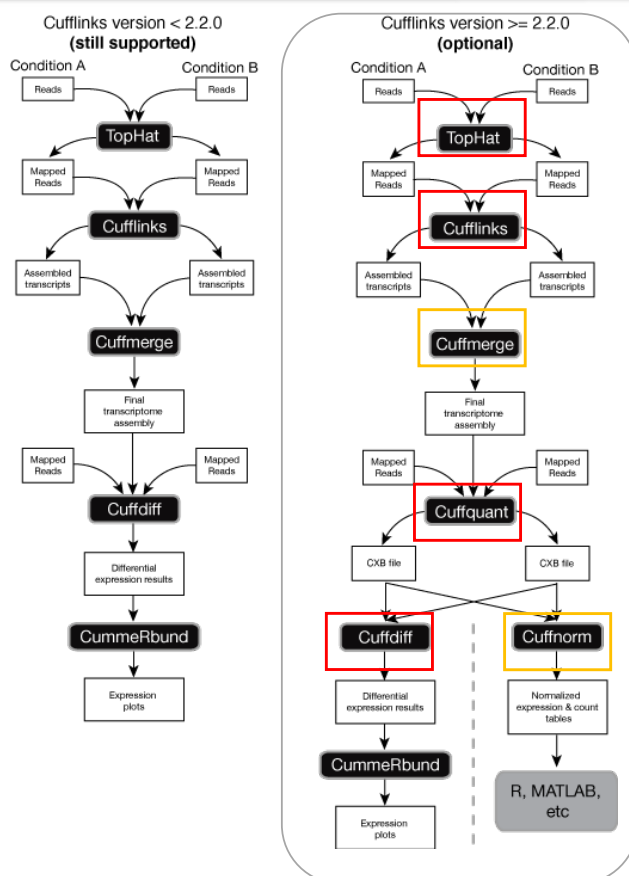 Cufflinks version < 2.2.0
(still supported)
Condition A
Condition B
Reads
Reads
TopHat
Mapped
Reads
Mapped
Reads
Cufflinks
Assembled
transcripts
Assembled
transcripts
Cuffmerge
Final
transcriptome
assembly
Mapped
Reads
Mapped
Reads
Cuffdiff
Differential
expression results
CummeRbund
Expression
plots
Cufflinks version >= 2.2.0
(optional)
Condition A
Condition B
Reads
Reads
TopHat
Mapped
Reads
Mapped
Reads
Cufflinks
Assembled
transcripts
Assembled
transcripts
Cuffmerge
Final
transcriptome
assembly
Mapped
Reads
Mapped
Reads
Cuffquant
CXB file
CXB file
Cuffdiff
Cuffnorm
Differential
expression results
Normalized
expression & count
tables
CummeRbund
R, MATLAB,
etc
Expression
plots